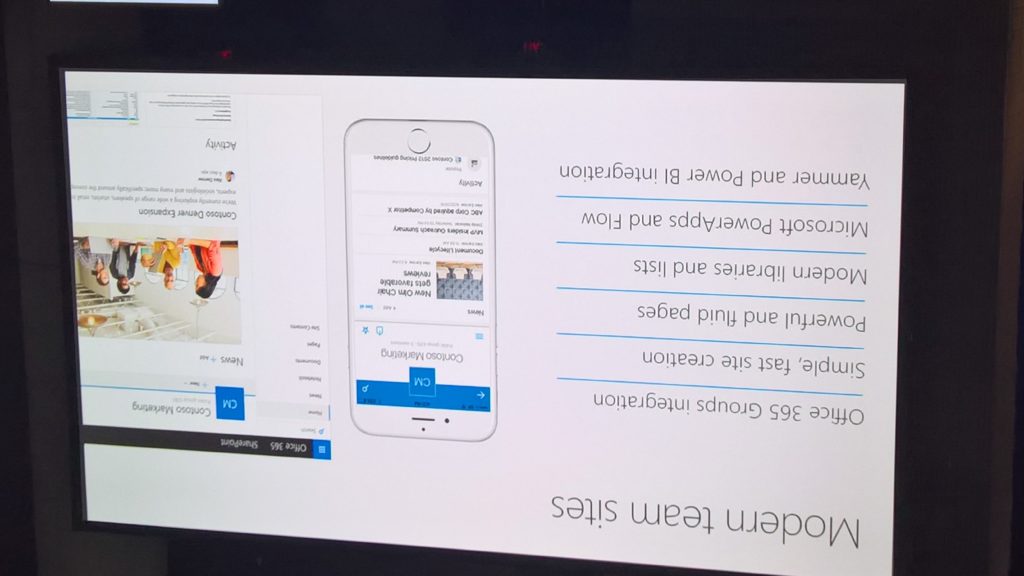 Modern team sites
Office 365 Groups integration
Simple, fast site creation
Powerful and fluid pages
Modern libraries and lists
Microsoft PowerApps and Flow
Yammer and Power BI integration
CM
Contoso Marketing
News
+ Add
See all
New Olm Chair
gets favorable
reviews
Document Lifecycle
MVP Insiders Outreach Summary
ABC Corp aquired by Competitor X
Activity
Popular
Contoso 2012 Pricing guidelines
Office 365 SharePoint
Search
Home
News
Notebook
Documents
Pages
Site Contents
CM
Contoso Marketing
+ New
News + Add
Contoso Denver Expansion
We're currently exploring a wide range of speakers,
experts, sociologists and many more; specifically around the
Alex Darrow
Activity